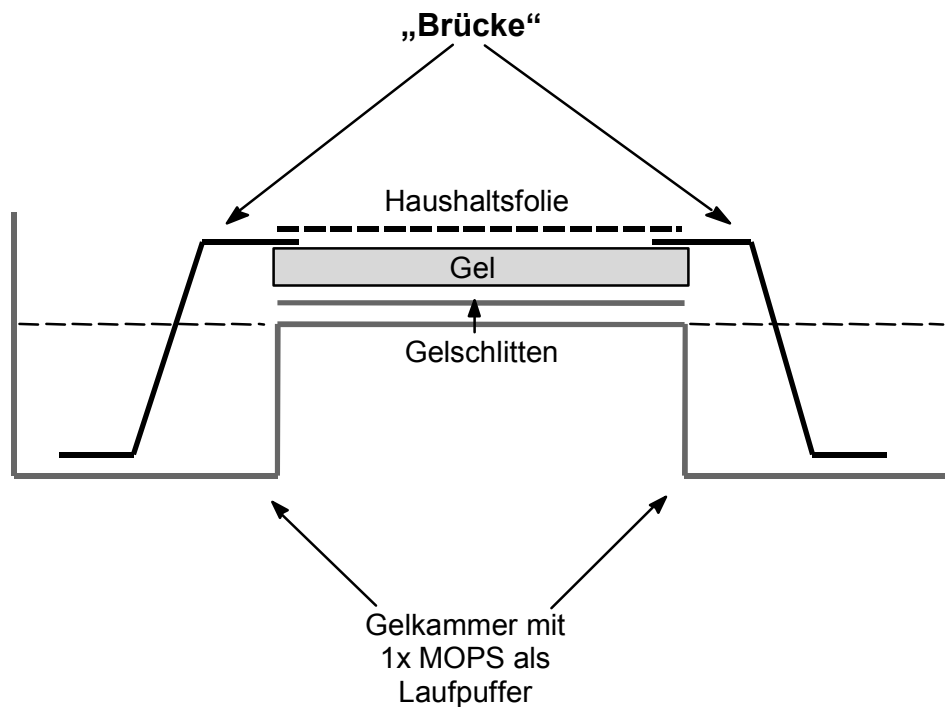 „Brücke“
Haushaltsfolie
Gel
Gelschlitten
Gelkammer mit
1x MOPS als
Laufpuffer